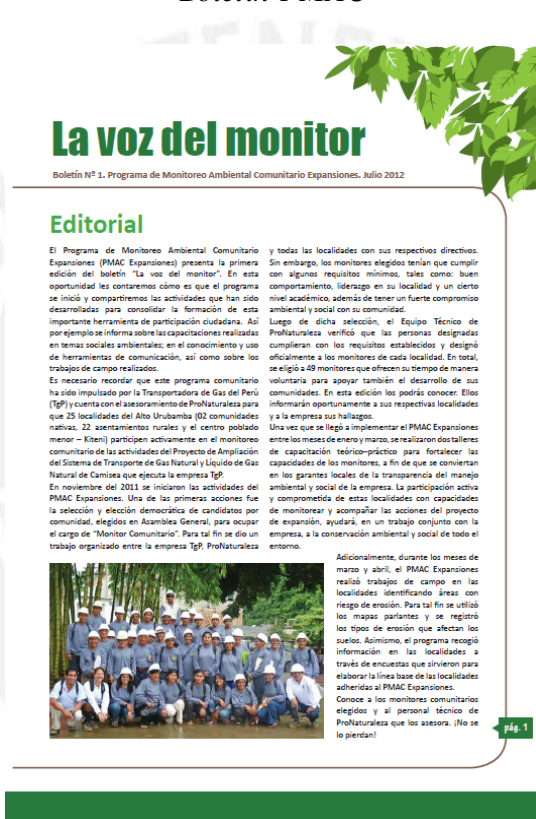 La voz del monitor
Boletín Nº 1. Programa de Monitoreo Ambiental Comunitario Expansiones. Julio 2012
Editorial
El Programa de Monitoreo Ambiental Comunitario
Expansiones (PMAC Expansiones) presenta la primera
edición del boletín "La voz del monitor". En esta
oportunidad les contaremos cómo es que el programa
se inició y compartiremos las actividades que han sido
desarrolladas para consolidar la formación de esta
importante herramienta de participación ciudadana. Así
por ejemplo se informa sobre las capacitaciones realizadas
en temas sociales ambientales; en el conocimiento y uso
de herramientas de comunicación, así como sobre los
trabajos de campo realizados.
Es necesario recordar que este programa comunitario
ha sido impulsado por la Transportadora de Gas del Perú
(TgP) y cuenta con el asesoramiento de ProNaturaleza para
que 25 localidades del Alto Urubamba (02 comunidades
nativas, 22 asentamientos rurales y el centro poblado
menor – Kiteni) participen activamente en el monitoreo
comunitario de las actividades del Proyecto de Ampliación
del Sistema de Transporte de Gas Natural y Líquido de Gas
Natural de Camisea que ejecuta la empresa TgP.
En noviembre del 2011 se iniciaron las actividades del
PMAC Expansiones. Una de las primeras acciones fue
la selección y elección democrática de candidatos por
comunidad, elegidos en Asamblea General, para ocupar
el cargo de "Monitor Comunitario". Para tal fin se dio un
trabajo organizado entre la empresa TgP, ProNaturaleza
y todas las localidades con sus respectivos directivos.
Sin embargo, los monitores elegidos tenían que cumplir
con algunos requisitos mínimos, tales como: buen
comportamiento, liderazgo en su localidad y un cierto
nivel académico, además de tener un fuerte compromiso
ambiental y social con su comunidad.
Luego de dicha selección, el Equipo Técnico de
ProNaturaleza verificó que las personas designadas
cumplieran con los requisitos establecidos y designó
oficialmente a los monitores de cada localidad. En total,
se eligió a 49 monitores que ofrecen su tiempo de manera
voluntaria para apoyar también el desarrollo de sus
comunidades. En esta edición los podrás conocer. Ellos
informarán oportunamente a sus respectivas localidades
y a la empresa sus hallazgos.
Una vez que se llegó a implementar el PMAC Expansiones
entre los meses de enero y marzo, se realizaron dos talleres
de capacitación teórico–práctico para fortalecer las
capacidades de los monitores, a fin de que se conviertan
en los garantes locales de la transparencia del manejo
ambiental y social de la empresa. La participación activa
y comprometida de estas localidades con capacidades
de monitorear y acompañar las acciones del proyecto
de expansión, ayudará, en un trabajo conjunto con la
empresa, a la conservación ambiental y social de todo el
entorno.
Adicionalmente, durante los meses de
marzo y abril, el PMAC Expansiones
realizó trabajos de campo en las
localidades identificando áreas con
riesgo de erosión. Para tal fin se utilizó
los mapas parlantes y se registró
los tipos de erosión que afectan los
suelos. Asimismo, el programa recogió
información en las localidades a
través de encuestas que sirvieron para
elaborar la línea base de las localidades
adheridas al PMAC Expansiones.
Conoce a los monitores comunitarios
elegidos y al personal técnico de
ProNaturaleza que los asesora. ¡No se
lo pierdan!
pág. 1